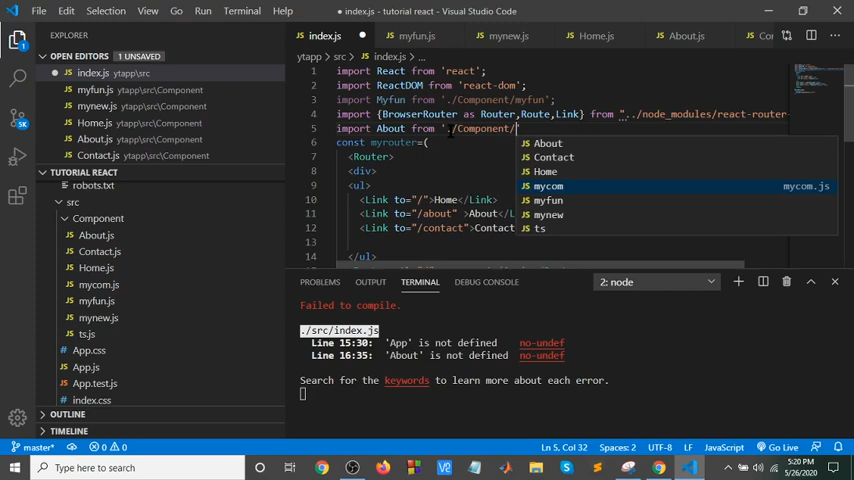 File Edit Selection View Go Run Terminal Help
● index.js - tutorial react - Visual Studio Code
EXPLORER
OPEN EDITORS 1 UNSAVED
JS index.js ytapp\src
JS myfun.js ytapp\src\Component
JS mynew.js ytapp\src\Component
JS Home.js ytapp\src\Component
JS About.js ytapp\src\Component
JS Contact.js ytapp\src\Component
TUTORIAL REACT
robots.txt
src
Component
JS About.js
JS Contact.js
JS Home.js
JS mycom.js
JS myfun.js
JS mynew.js
JS ts.js
App.css
JS App.js
JS App.test.js
index.css
OUTLINE
TIMELINE
JS index.js JS myfun.js JS mynew.js JS Home.js JS About.js JS Co
ytapp > src > JS index.js > ...
1 import React from 'react';
2 import ReactDOM from 'react-dom';
3 import Myfun from './Component/myfun';
4 import {BrowserRouter as Router,Route,Link} from "../node_modules/react-router-
5 import About from './Component/'
6 const myrouter=(
7 <Router>
8 <div>
9 <ul>
10 <Link to="/">Home</Link>
11 <Link to="/about" >About</L
12 <Link to="/contact">Contact
13
14 </ul>
About
Contact
Home
mycom mycom.js
myfun
mynew
ts
PROBLEMS OUTPUT TERMINAL DEBUG CONSOLE 2: node
Failed to compile.
./src/index.js
Line 15:30: 'App' is not defined no-undef
Line 16:35: 'About' is not defined no-undef
Search for the keywords to learn more about each error.
master* 0 0 Ln 5, Col 32 Spaces: 2 UTF-8 LF JavaScript Go Live
Type here to search
5:20 PM
5/26/2020